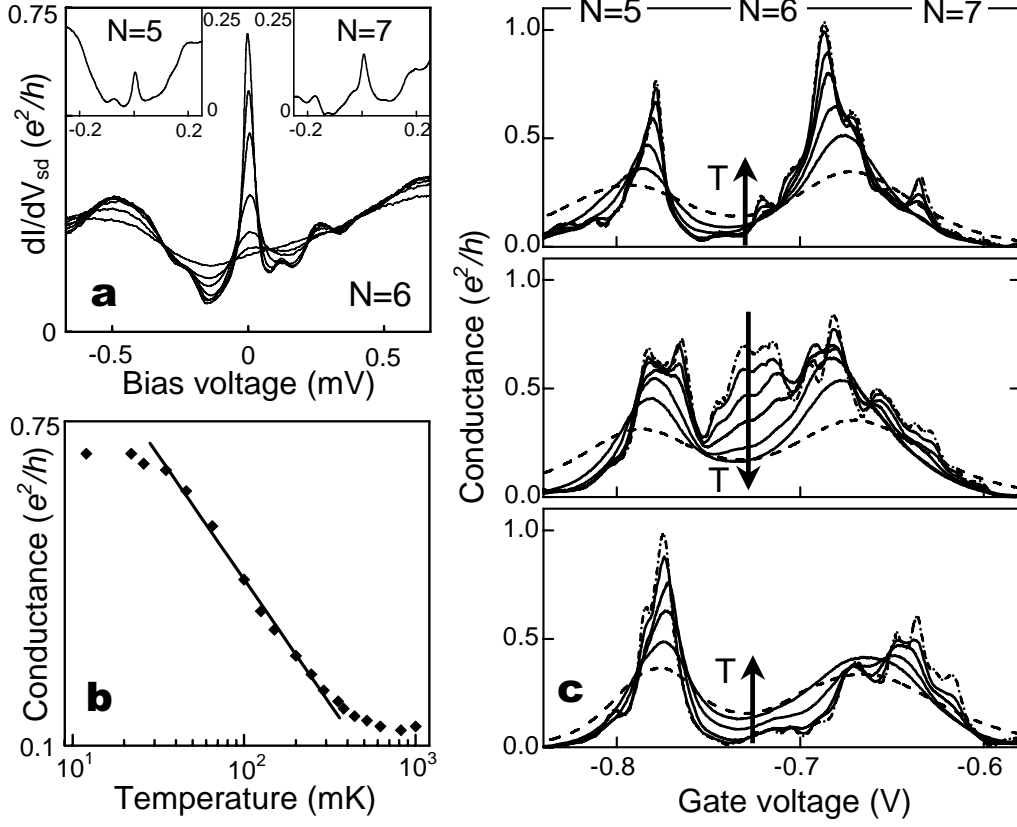 0.75
N=5
0
-0.2
0.2
0.25
N=7
0
-0.2
0.25
dI/dVsd (e²/h)
a
N=6
0
-0.5
0
0.5
Bias voltage (mV)
0.75
Conductance (e²/h)
b
0.1
10¹
10²
10³
Temperature (mK)
N=5
N=6
N=7
1.0
0.5
0.0
T
1.0
0.5
0.0
T
Conductance (e²/h)
1.0
0.5
0.0
T
c
-0.8
-0.7
-0.6
Gate voltage (V)